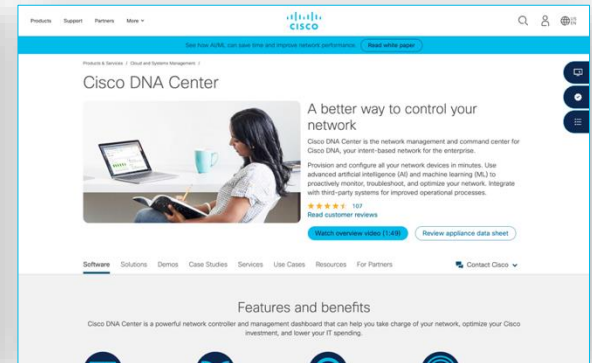 Products Support Partners More
CISCO
See how AI/ML can save time and improve network performance. Read white paper
Products & Services / Cloud and Systems Management /
Cisco DNA Center
A better way to control your
network
Cisco DNA Center is the network management and command center for
Cisco DNA, your intent-based network for the enterprise.
Provision and configure all your network devices in minutes. Use
advanced artificial intelligence (AI) and machine learning (ML) to
proactively monitor, troubleshoot, and optimize your network. Integrate
with third-party systems for improved operational processes.
107
Read customer reviews
Watch overview video (1:49) Review appliance data sheet
Software Solutions Demos Case Studies Services Use Cases Resources For Partners Contact Cisco
Features and benefits
Cisco DNA Center is a powerful network controller and management dashboard that can help you take charge of your network, optimize your Cisco
investment, and lower your IT spending.